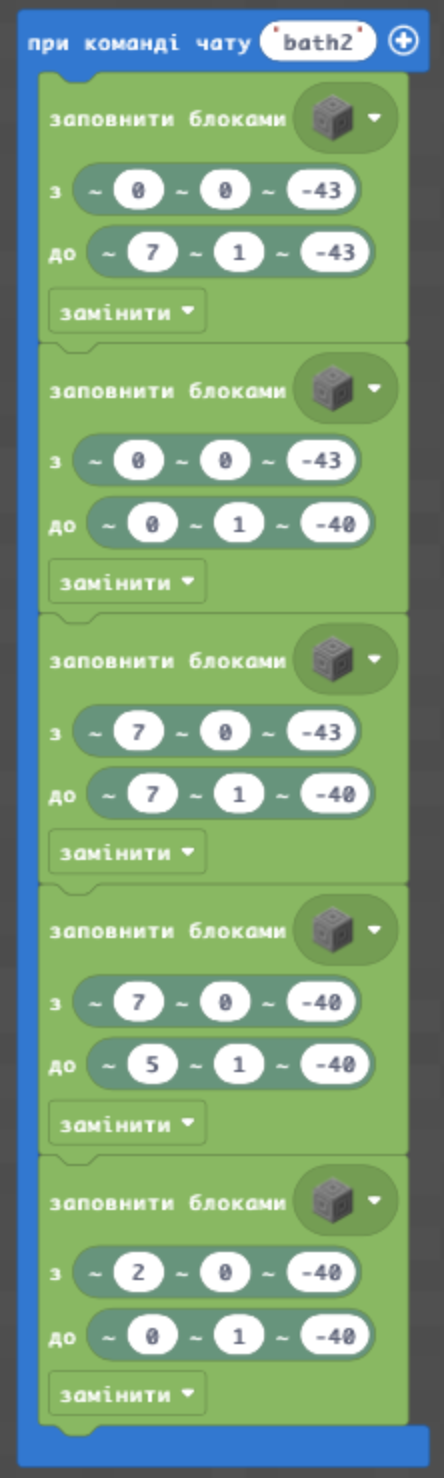 при команді чату "bath2"
заповнити блоками
з ~ 0 ~ 0 ~ -43
до ~ 7 ~ 1 ~ -43
замінити
заповнити блоками
з ~ 0 ~ 0 ~ -43
до ~ 0 ~ 1 ~ -40
замінити
заповнити блоками
з ~ 7 ~ 0 ~ -43
до ~ 7 ~ 1 ~ -40
замінити
заповнити блоками
з ~ 7 ~ 0 ~ -40
до ~ 5 ~ 1 ~ -40
замінити
заповнити блоками
з ~ 2 ~ 0 ~ -40
до ~ 0 ~ 1 ~ -40
замінити